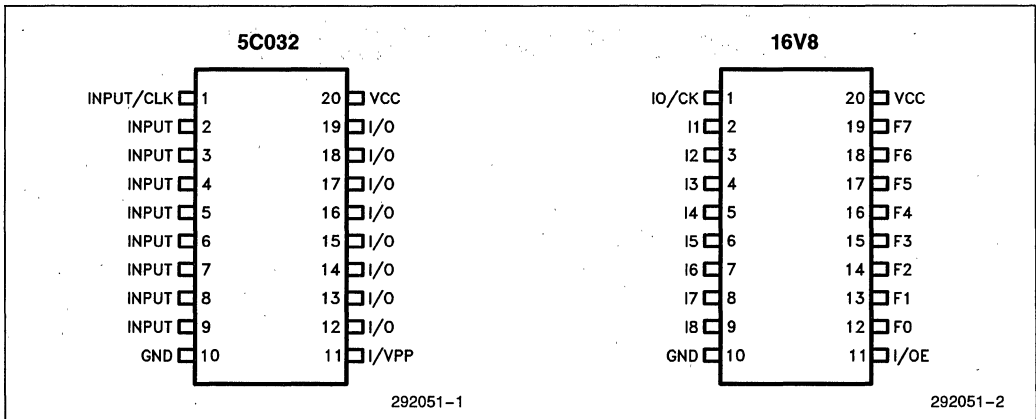 5C032
INPUT/CLK 1 20 VCC
INPUT 2 19 I/O
INPUT 3 18 I/O
INPUT 4 17 I/O
INPUT 5 16 I/O
INPUT 6 15 I/O
INPUT 7 14 I/O
INPUT 8 13 I/O
INPUT 9 12 I/O
GND 10 11 I/VPP
292051-1
16V8
IO/CK 1 20 VCC
I1 2 19 F7
I2 3 18 F6
I3 4 17 F5
I4 5 16 F4
I5 6 15 F3
I6 7 14 F2
I7 8 13 F1
I8 9 12 F0
GND 10 11 I/OE
292051-2